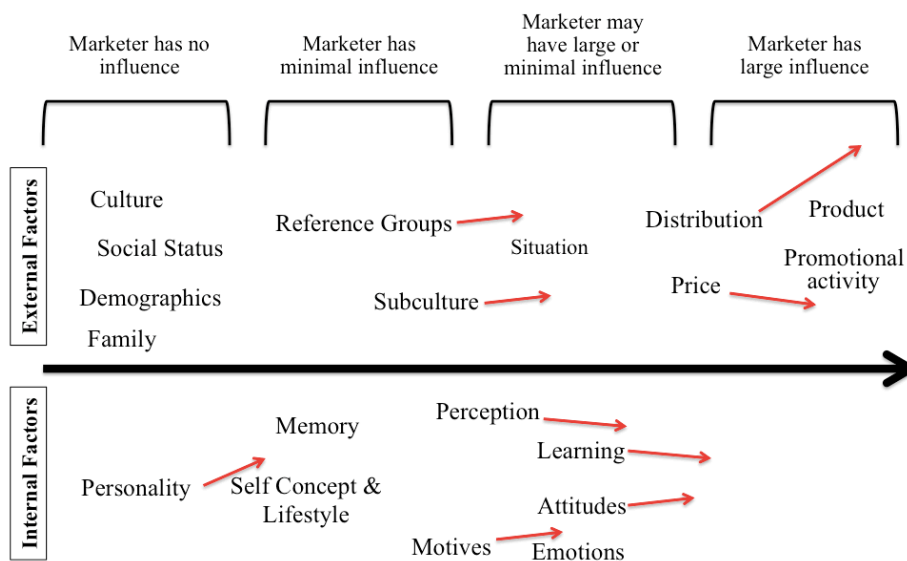 Marketer has no
influence
Marketer has
minimal influence
Marketer may
have large or
minimal influence
Marketer has
large influence
External Factors
Culture
Social Status
Demographics
Family
Reference Groups
Subculture
Situation
Distribution
Price
Product
Promotional
activity
Internal Factors
Personality
Memory
Self Concept &
Lifestyle
Perception
Learning
Attitudes
Motives
Emotions